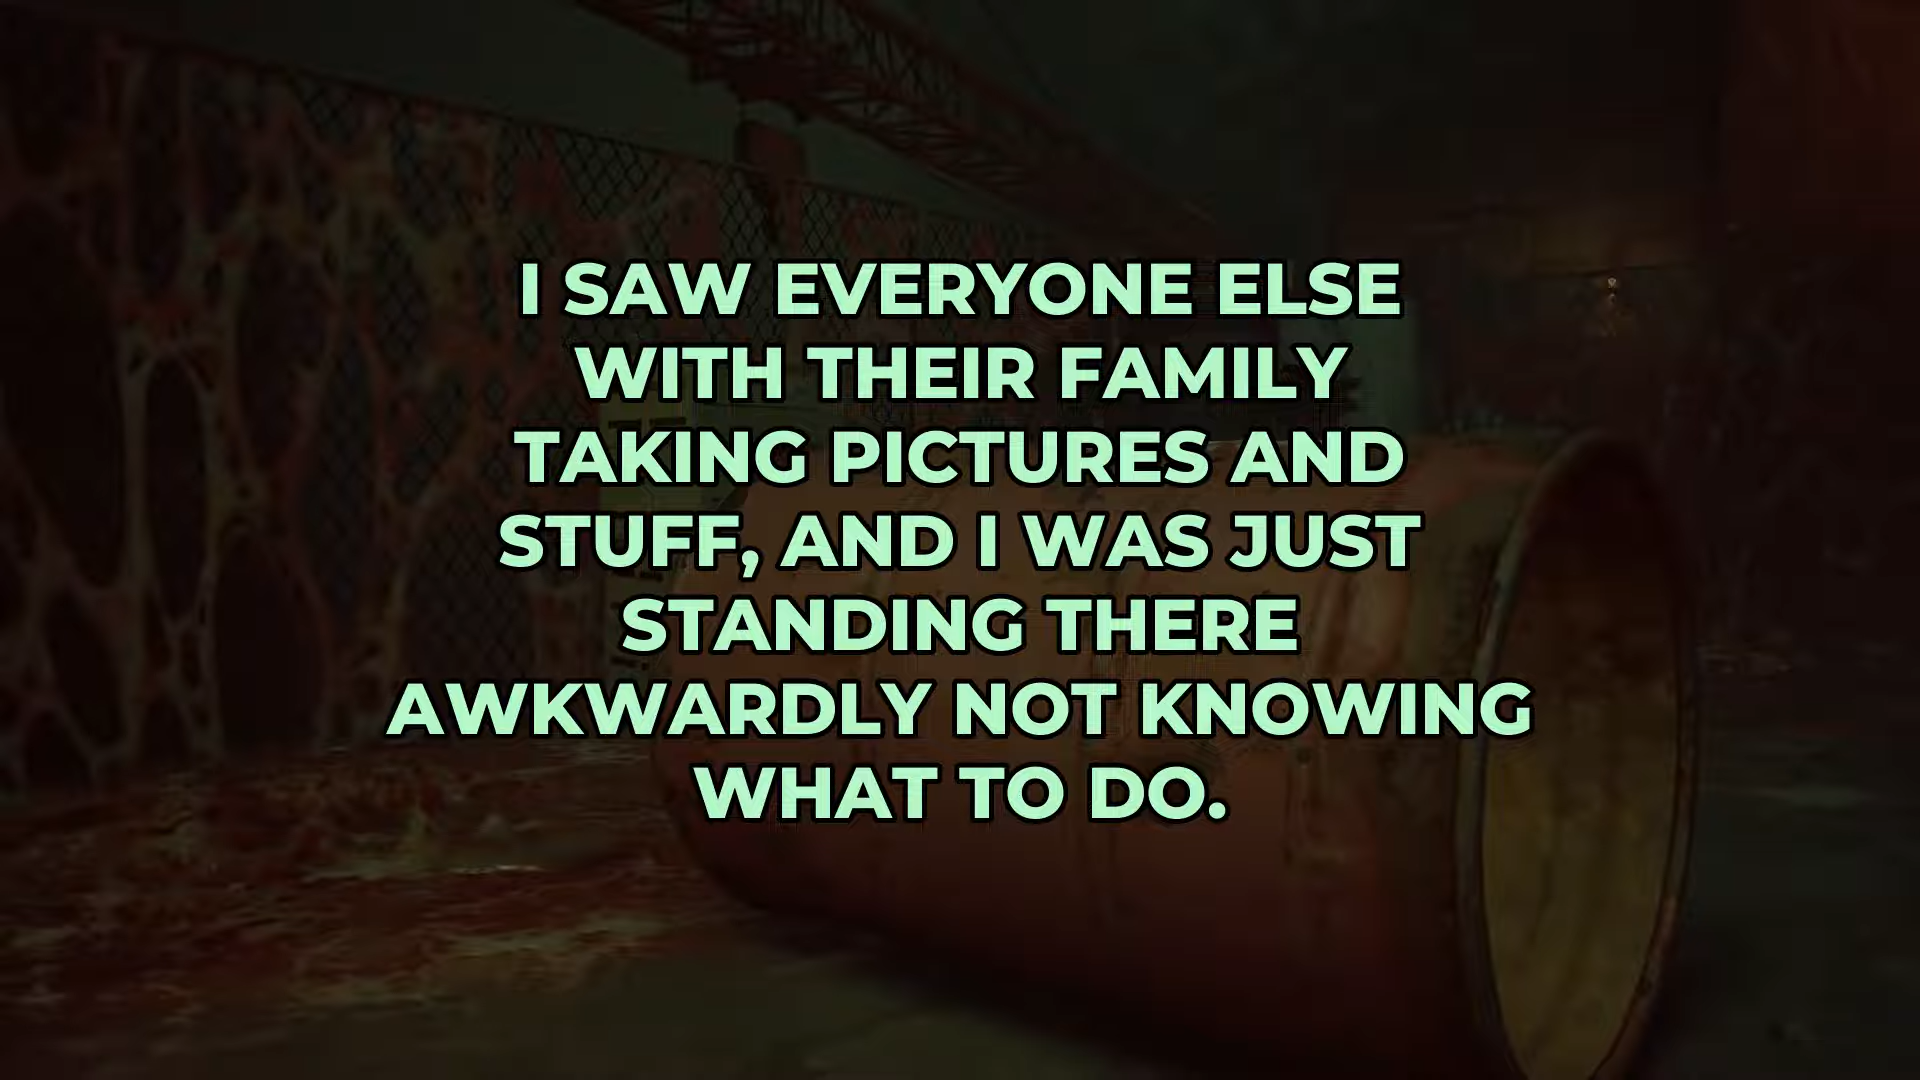 I SAW EVERYONE ELSE
WITH THEIR FAMILY
TAKING PICTURES AND
STUFF, AND I WAS JUST
STANDING THERE
AWKWARDLY NOT KNOWING
WHAT TO DO.